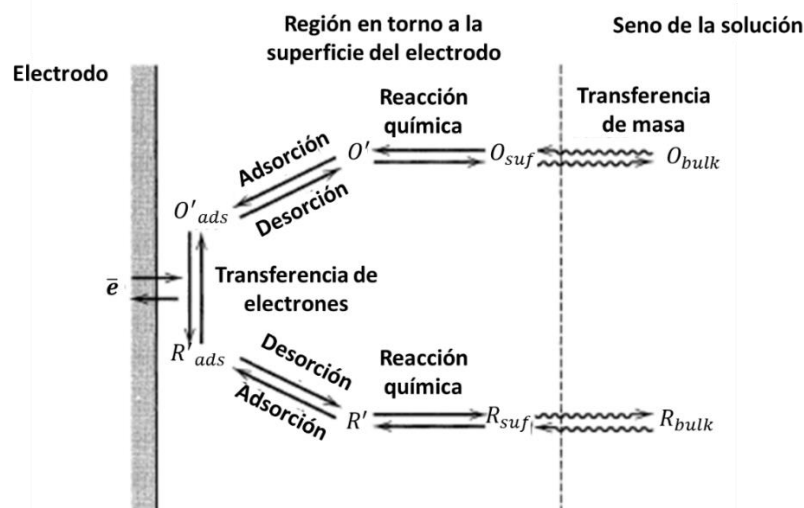 Región en torno a la
superficie del electrodo
Seno de la solución
Electrodo
Reacción
química
Transferencia
de masa
Adsorción
O'
O_suf
O_bulk
Desorción
O'_ads
ē
Transferencia de
electrones
R'_ads
Desorción
Adsorción
Reacción
química
R'
R_suf
R_bulk